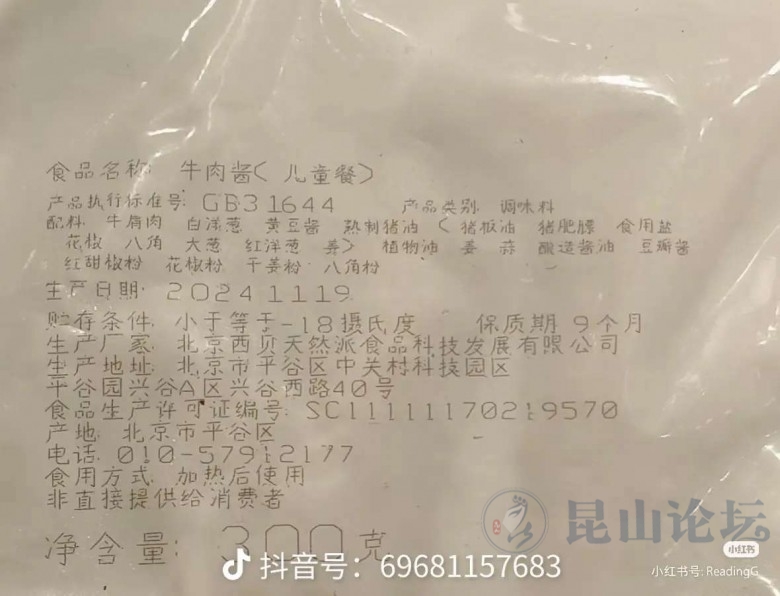 食品名称: 牛肉酱( 儿童餐)
产品执行标准号: GB31644 产品类别: 调味料
配料: 牛肩肉 白洋葱 黄豆酱 熟制猪油 ( 猪板油 猪肥膘 食用盐
花椒 八角 大葱 红洋葱 姜) 植物油 姜 蒜 酿造酱油 豆瓣酱
红甜椒粉 花椒粉 干姜粉 八角粉
生产日期: 20241119
贮存条件: 小于等于-18摄氏度 保质期 9个月
生产厂家: 北京西贝天然派食品科技发展有限公司
生产地址: 北京市平谷区中关村科技园区
平谷园兴谷A区兴谷西路40号
食品生产许可证编号: SC11111170219570
产地: 北京市平谷区
电话: 010-57912177
食用方式: 加热后使用
非直接提供给消费者
净含量: 300克
抖音号: 69681157683
昆山论坛
小红书
小红书号: ReadingG